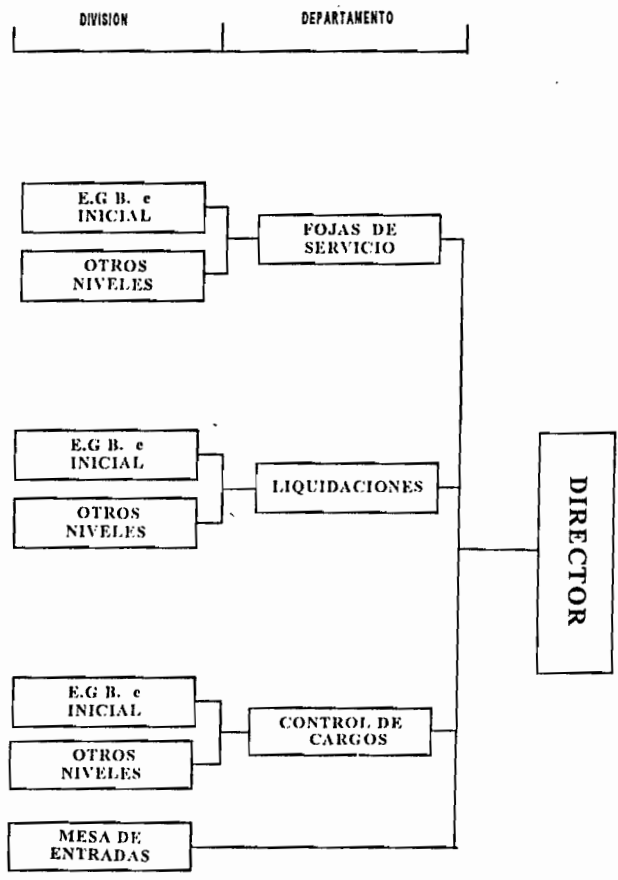 DIVISION
DEPARTAMENTO
E.G B. e
INICIAL
OTROS
NIVELES
FOJAS DE
SERVICIO
E.G B. e
INICIAL
OTROS
NIVELES
LIQUIDACIONES
DIRECTOR
E.G B. e
INICIAL
OTROS
NIVELES
CONTROL DE
CARGOS
MESA DE
ENTRADAS